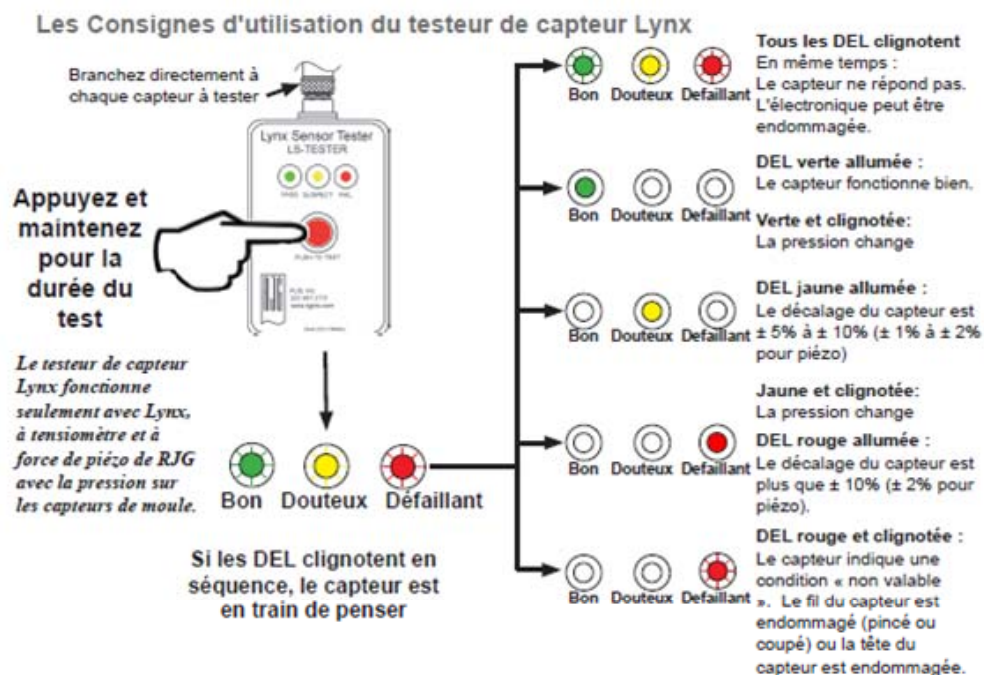 Les Consignes d'utilisation du testeur de capteur Lynx
Branchez directement à
chaque capteur à tester
Lynx Sensor Tester
LS-TESTER
PASS SUSPECT FAIL
PUSH TO TEST
Appuyez et
maintenez
pour la
durée du
test
Le testeur de capteur
Lynx fonctionne
seulement avec Lynx,
à tensiomètre et à
force de piézo de RJG
avec la pression sur
les capteurs de moule.
Bon Douteux Défaillant
Si les DEL clignotent en
séquence, le capteur est
en train de penser
Bon Douteux Defaillant
Tous les DEL clignotent
En même temps :
Le capteur ne répond pas.
L'électronique peut être
endommagée.
Bon Douteux Defaillant
DEL verte allumée :
Le capteur fonctionne bien.
Verte et clignotée:
La pression change
Bon Douteux Defaillant
DEL jaune allumée :
Le décalage du capteur est
± 5% à ± 10% (± 1% à ± 2%
pour piézo)
Jaune et clignotée:
La pression change
Bon Douteux Defaillant
DEL rouge allumée :
Le décalage du capteur est
plus que ± 10% (± 2% pour
piézo).
Bon Douteux Defaillant
DEL rouge et clignotée :
Le capteur indique une
condition « non valable
». Le fil du capteur est
endommagé (pincé ou
coupé) ou la tête du
capteur est endommagée.